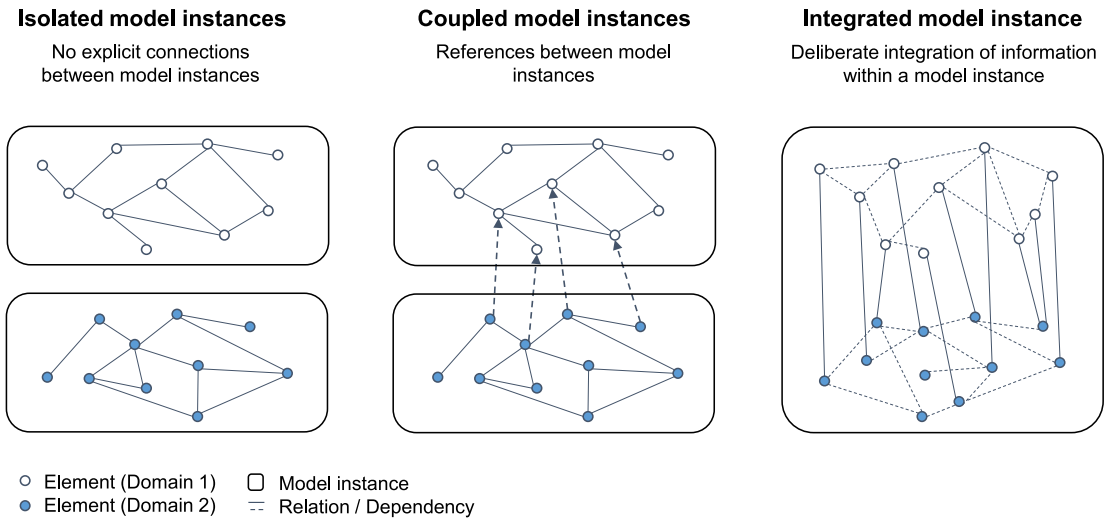 Isolated model instances
No explicit connections
between model instances
Coupled model instances
References between model
instances
Integrated model instance
Deliberate integration of information
within a model instance
Element (Domain 1)
Element (Domain 2)
Model instance
Relation / Dependency